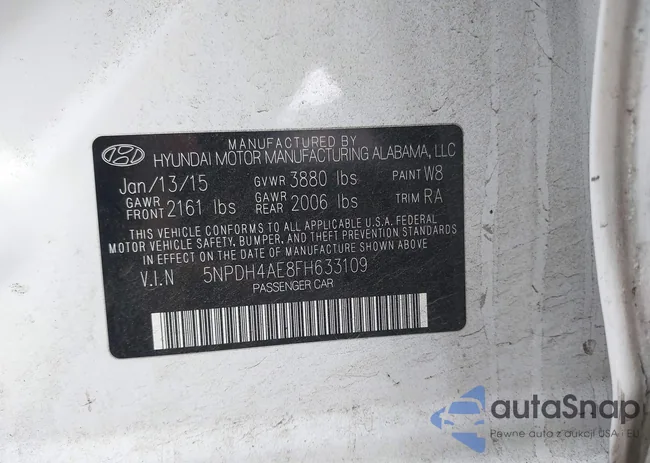 MANUFACTURED BY
HYUNDAI MOTOR MANUFACTURING ALABAMA, LLC
Jan/13/15 GVWR 3880 lbs PAINT W8
GAWR FRONT 2161 lbs GAWR REAR 2006 lbs TRIM RA
THIS VEHICLE CONFORMS TO ALL APPLICABLE U.S.A. FEDERAL
MOTOR VEHICLE SAFETY, BUMPER, AND THEFT PREVENTION STANDARDS
IN EFFECT ON THE DATE OF MANUFACTURE SHOWN ABOVE
V.I.N 5NPDH4AE8FH633109
PASSENGER CAR
autaSnap
Pewne auta z aukcji USA i EU